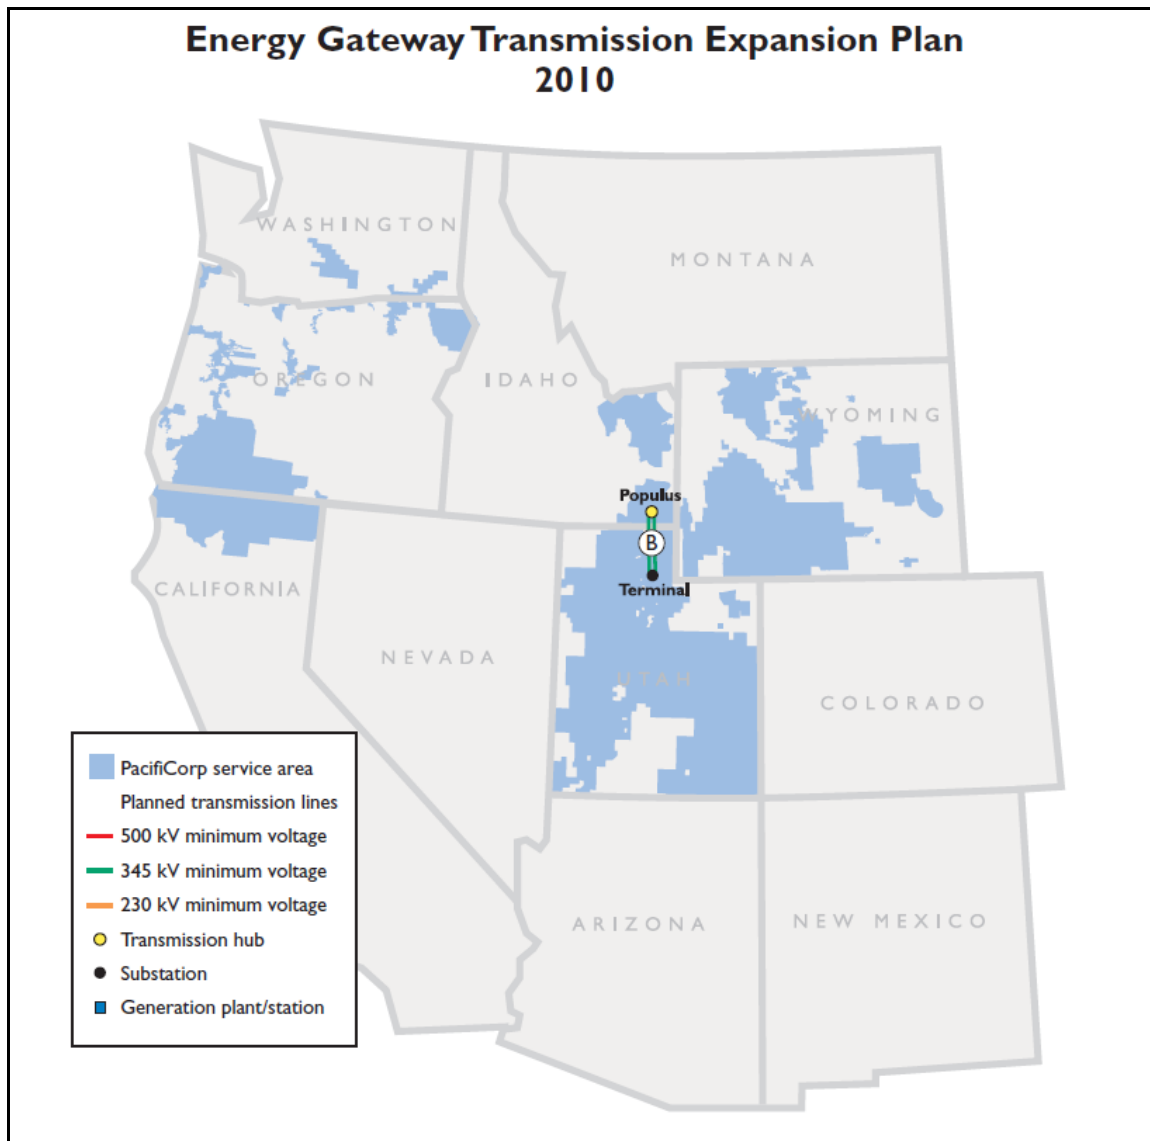 Energy Gateway Transmission Expansion Plan
2010
WASHINGTON
MONTANA
OREGON
IDAHO
WYOMING
Populus
B
Terminal
CALIFORNIA
NEVADA
UTAH
COLORADO
ARIZONA
NEW MEXICO
PacifiCorp service area
Planned transmission lines
500 kV minimum voltage
345 kV minimum voltage
230 kV minimum voltage
Transmission hub
Substation
Generation plant/station